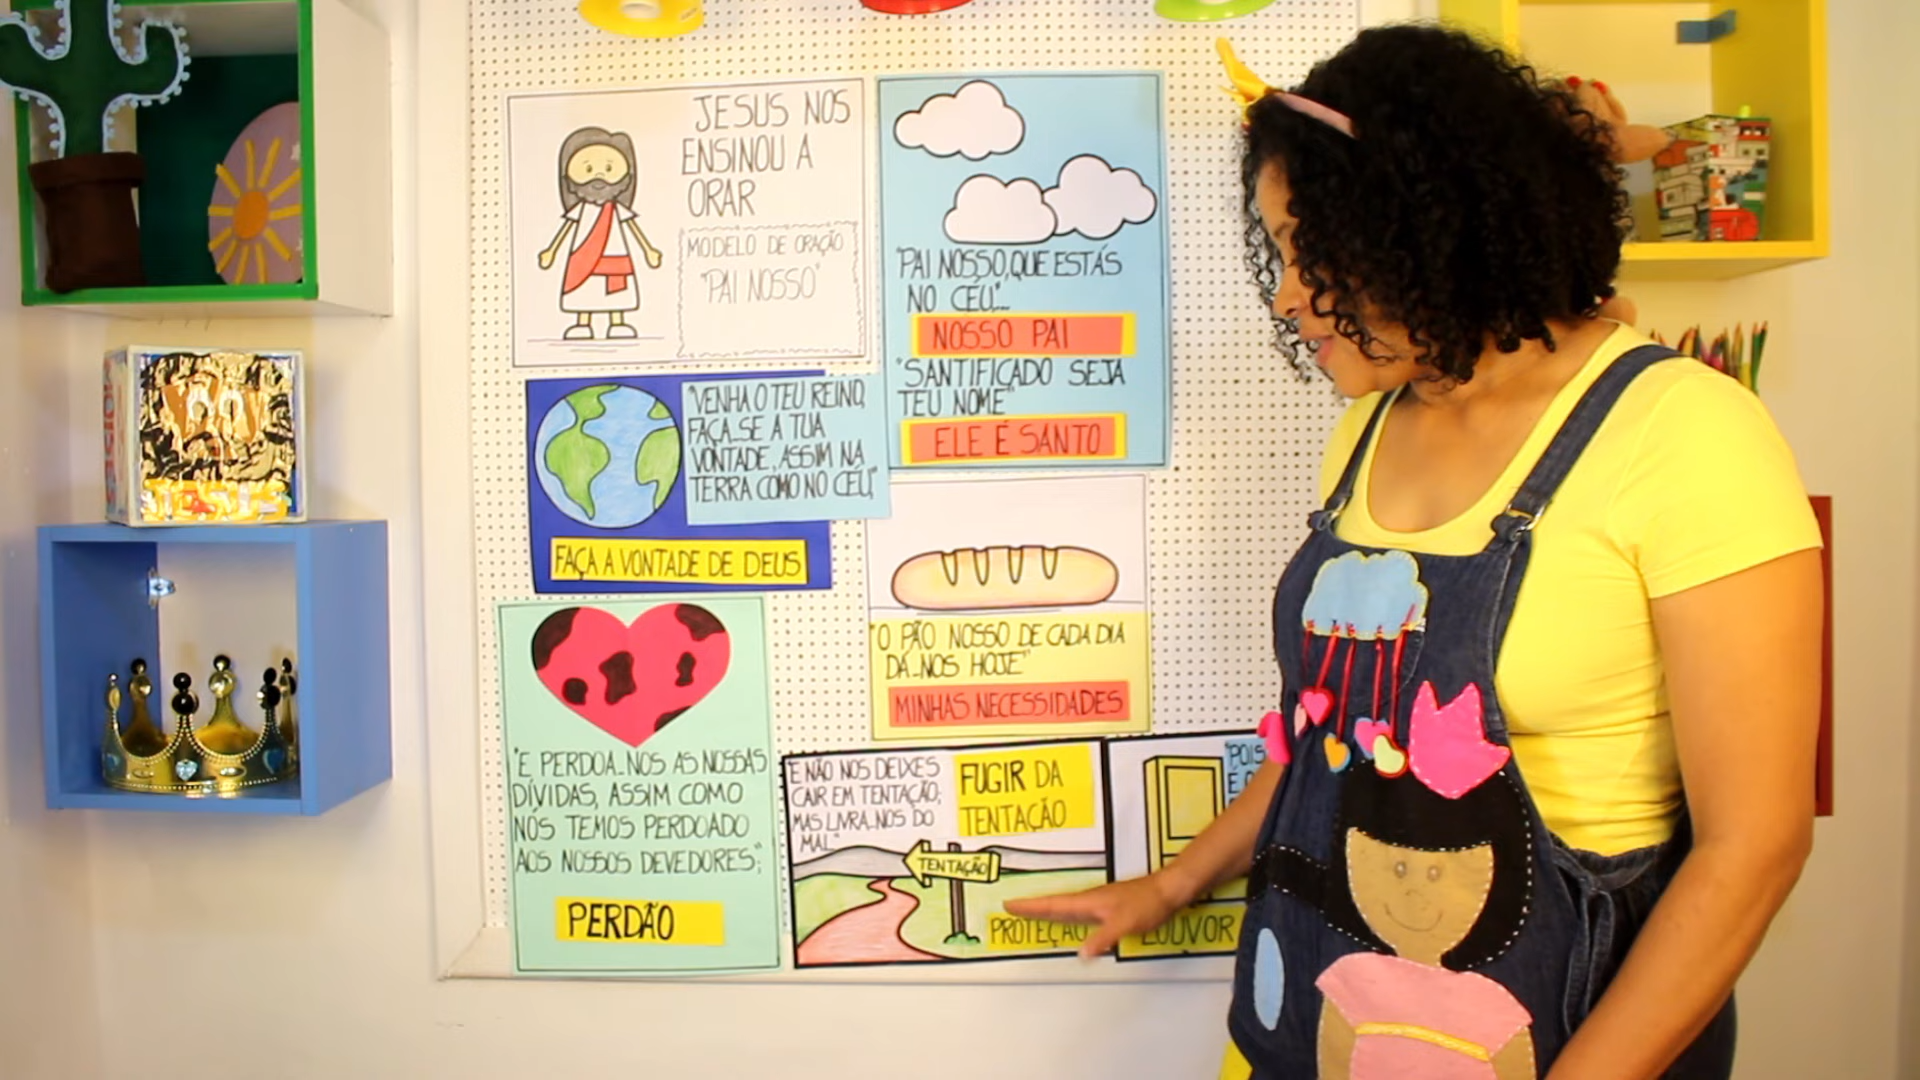 JESUS NOS
ENSINOU A
ORAR
MODELO DE ORAÇÃO
"PAI NOSSO"
"PAI NOSSO, QUE ESTÁS
NO CÉU,"...
NOSSO PAI
"SANTIFICADO SEJA
TEU NOME"
ELE É SANTO
"VENHA O TEU REINO,
FAÇA-SE A TUA
VONTADE, ASSIM NA
TERRA COMO NO CÉU,"
FAÇA A VONTADE DE DEUS
"O PÃO NOSSO DE CADA DIA
DÁ-NOS HOJE"
MINHAS NECESSIDADES
"E PERDOA-NOS AS NOSSAS
DÍVIDAS, ASSIM COMO
NÓS TEMOS PERDOADO
AOS NOSSOS DEVEDORES";
PERDÃO
E NÃO NOS DEIXES
CAIR EM TENTAÇÃO;
MAS LIVRA-NOS DO
MAL"
FUGIR DA
TENTAÇÃO
TENTAÇÃO
PROTEÇÃO
"POIS
É
LOUVOR